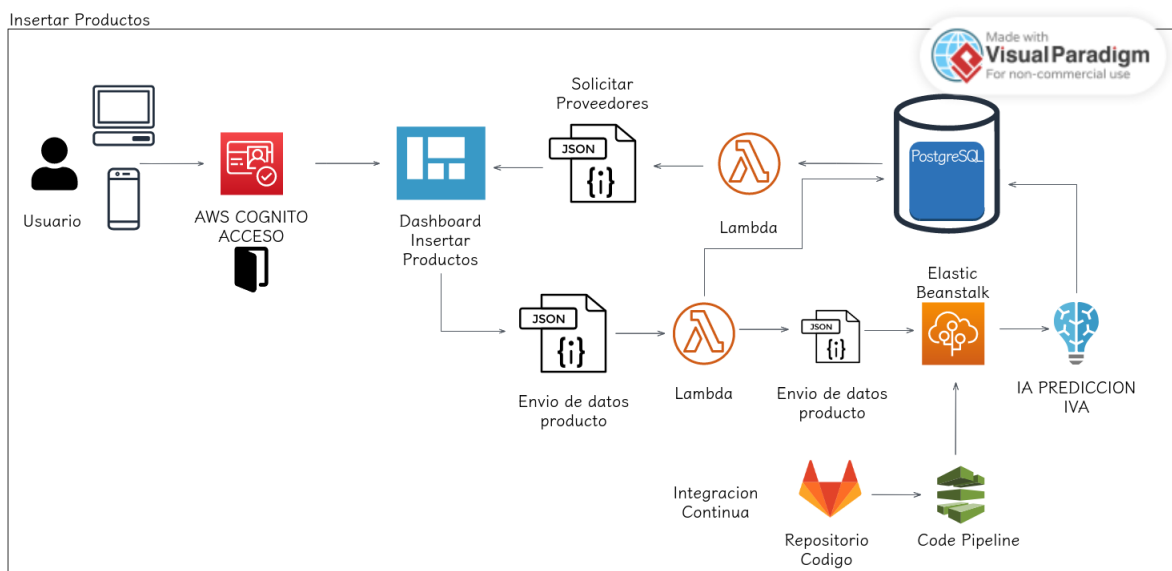 Insertar Productos
Made with
Visual Paradigm
For non-commercial use
Solicitar
Proveedores
JSON
{i}
PostgreSQL
Usuario
AWS COGNITO
ACCESO
Dashboard
Insertar
Productos
Lambda
Elastic
Beanstalk
JSON
{i}
JSON
{i}
Envio de datos
producto
Lambda
Envio de datos
producto
IA PREDICCION
IVA
Integracion
Continua
Repositorio
Codigo
Code Pipeline